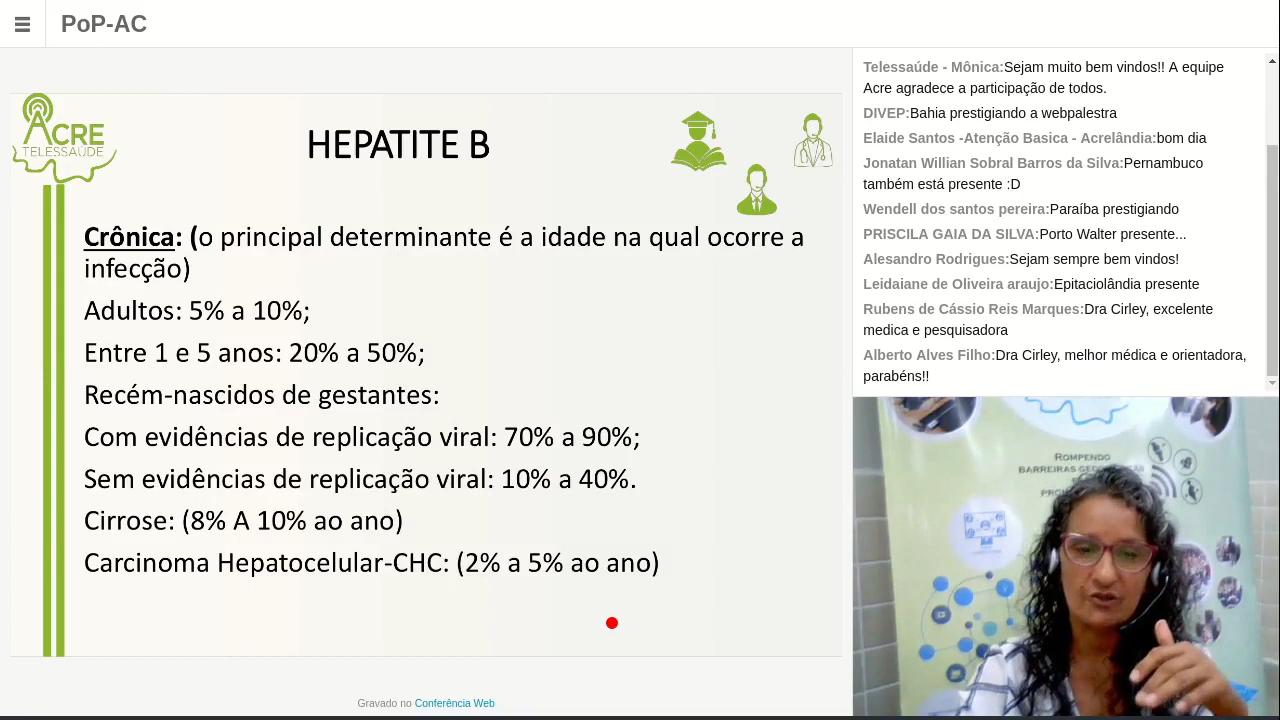 PoP-AC
ACRE
TELESSAÚDE
HEPATITE B
Crônica: (o principal determinante é a idade na qual ocorre a
infecção)
Adultos: 5% a 10%;
Entre 1 e 5 anos: 20% a 50%;
Recém-nascidos de gestantes:
Com evidências de replicação viral: 70% a 90%;
Sem evidências de replicação viral: 10% a 40%.
Cirrose: (8% A 10% ao ano)
Carcinoma Hepatocelular-CHC: (2% a 5% ao ano)
Gravado no Conferência Web
Telessaúde - Mônica:Sejam muito bem vindos!! A equipe
Acre agradece a participação de todos.
DIVEP:Bahia prestigiando a webpalestra
Elaide Santos -Atenção Basica - Acrelândia:bom dia
Jonatan Willian Sobral Barros da Silva:Pernambuco
também está presente :D
Wendell dos santos pereira:Paraíba prestigiando
PRISCILA GAIA DA SILVA:Porto Walter presente...
Alesandro Rodrigues:Sejam sempre bem vindos!
Leidaiane de Oliveira araujo:Epitaciolândia presente
Rubens de Cássio Reis Marques:Dra Cirley, excelente
medica e pesquisadora
Alberto Alves Filho:Dra Cirley, melhor médica e orientadora,
parabéns!!
ROMPENDO
BARREIRAS